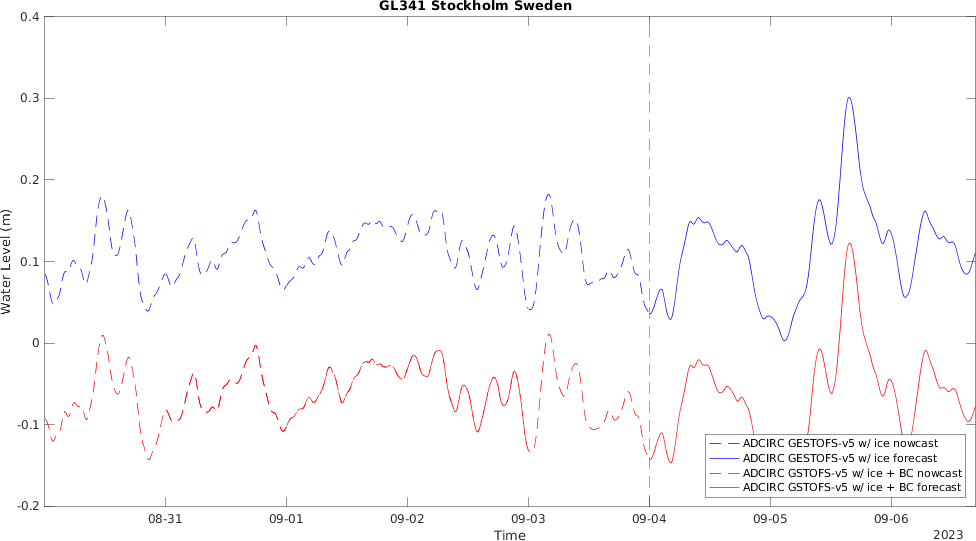 GL341 Stockholm Sweden
0.4
0.3
0.2
0.1
0
-0.1
-0.2
Water Level (m)
08-31
09-01
09-02
09-03
09-04
09-05
09-06
Time
2023
ADCIRC GESTOFS-v5 w/ ice nowcast
ADCIRC GESTOFS-v5 w/ ice forecast
ADCIRC GSTOFS-v5 w/ ice + BC nowcast
ADCIRC GSTOFS-v5 w/ ice + BC forecast